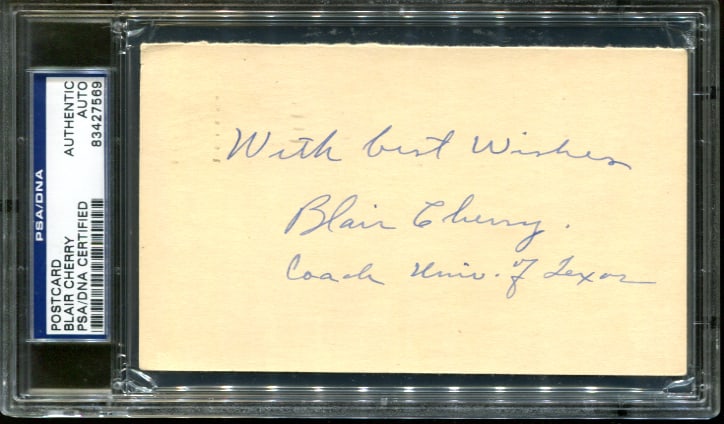 With best Wishes
Blair Cherry.
Coach Univ. of Texas
PSA/DNA
POSTCARD
BLAIR CHERRY
PSA/DNA CERTIFIED
AUTHENTIC
AUTO
83427569